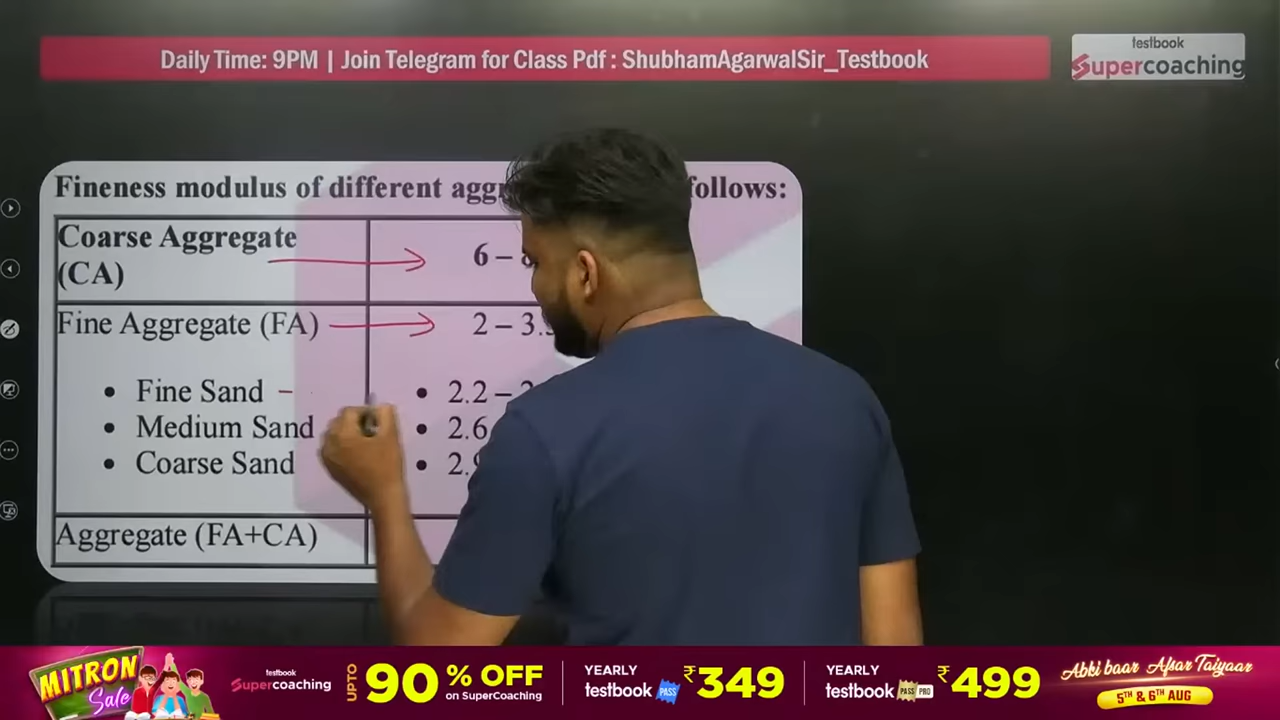 Daily Time: 9PM | Join Telegram for Class Pdf : ShubhamAgarwalSir_Testbook
testbook
Supercoaching
Fineness modulus of different follows:
Coarse Aggregate
(CA)
6 –
Fine Aggregate (FA)
2 – 3.
• Fine Sand
• 2.2 –
• Medium Sand
• 2.6
• Coarse Sand
• 2.
Aggregate (FA+CA)
MITRON
Sale
testbook
Supercoaching
UPTO
90% OFF
on SuperCoaching
YEARLY
testbook PASS
₹349
YEARLY
testbook PASS PRO
₹499
Abki baar Afsar Taiyaar
5TH & 6TH AUG